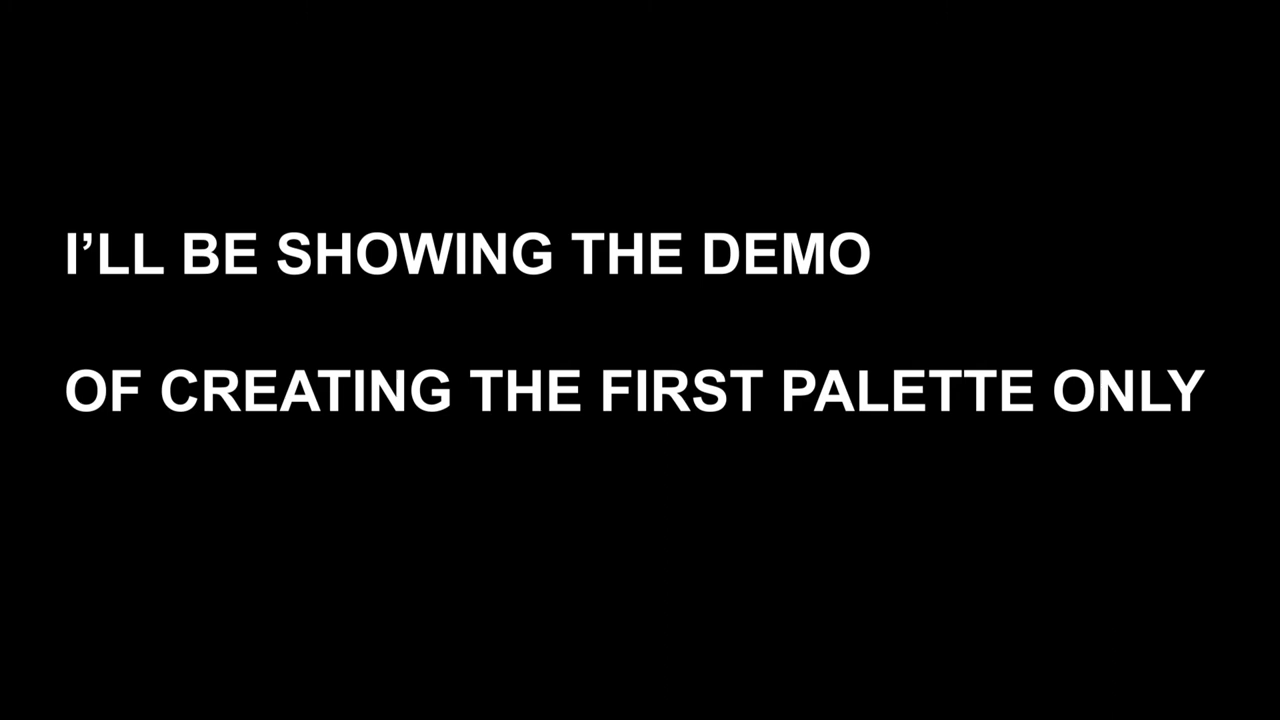 I’LL BE SHOWING THE DEMO
OF CREATING THE FIRST PALETTE ONLY